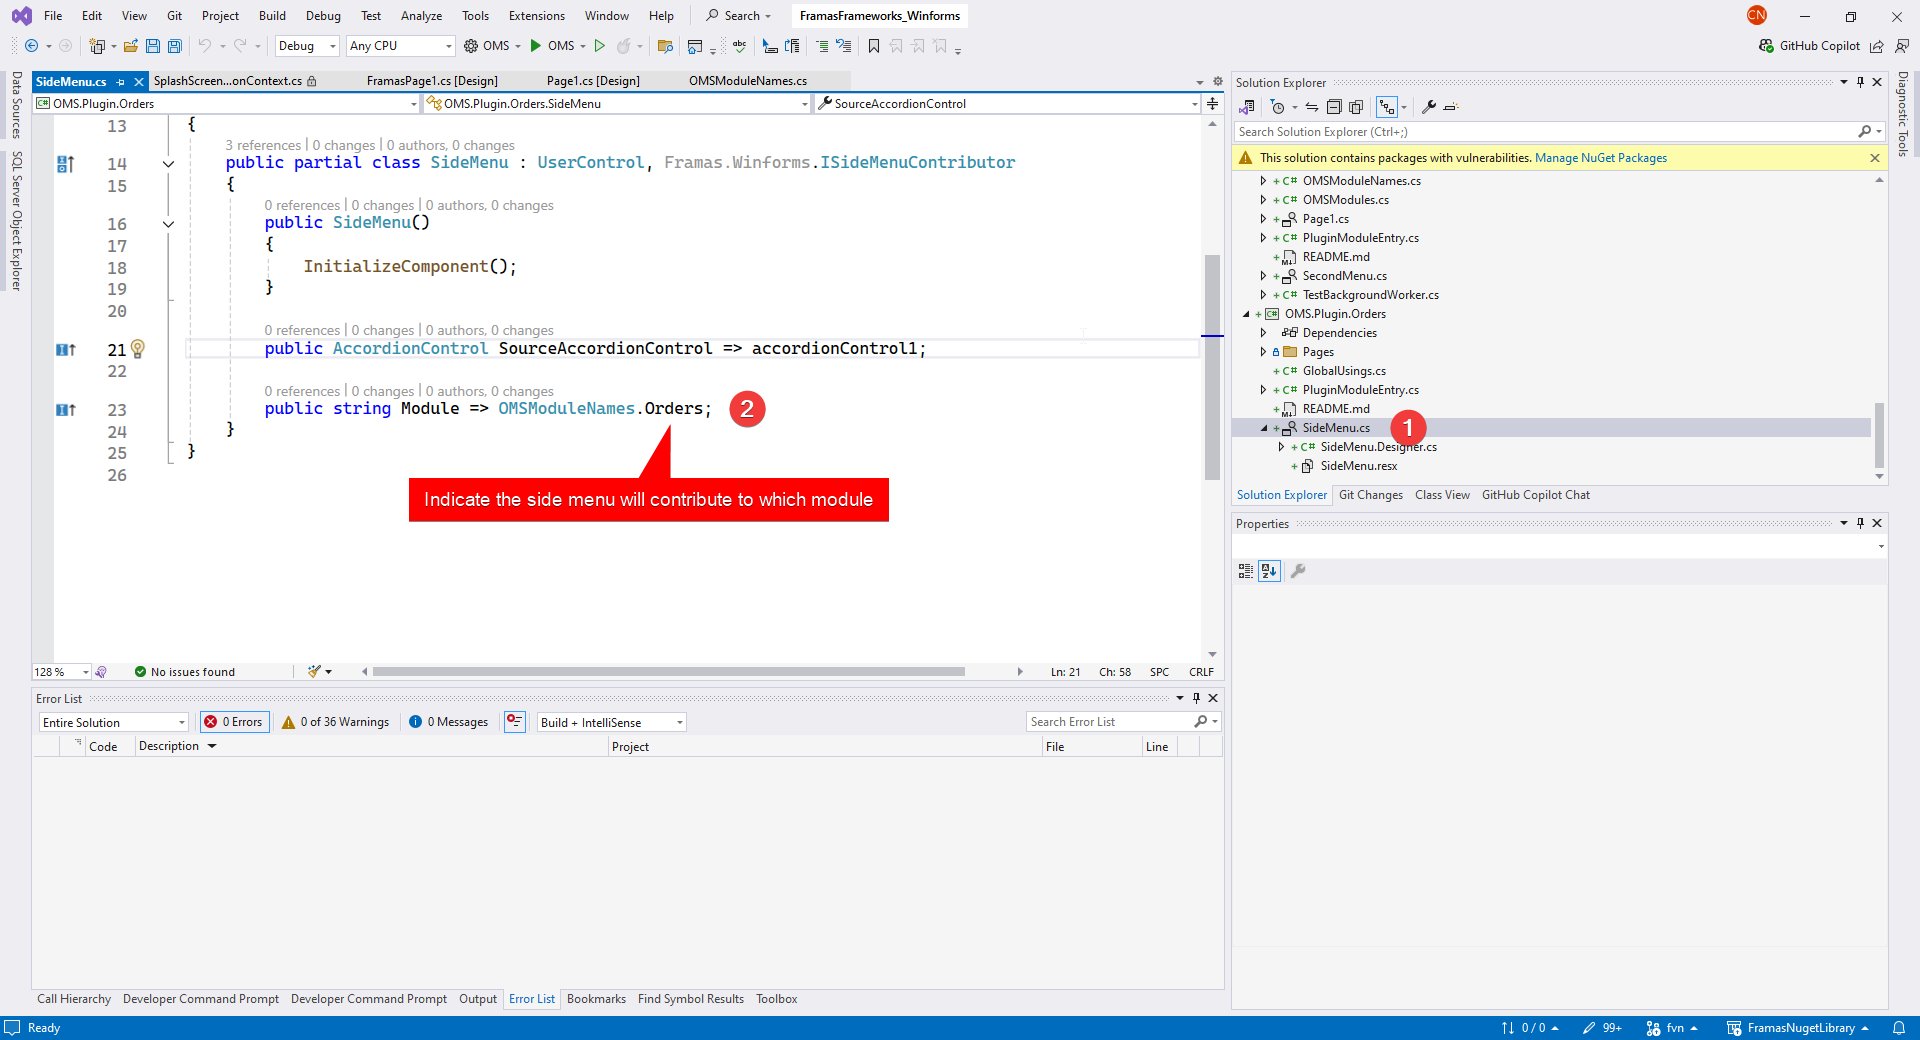 File Edit View Git Project Build Debug Test Analyze Tools Extensions Window Help Search FramasFrameworks_Winforms CN
Debug Any CPU OMS OMS GitHub Copilot
SideMenu.cs SplashScreen...onContext.cs FramasPage1.cs [Design] Page1.cs [Design] OMSModuleNames.cs
OMS.Plugin.Orders OMS.Plugin.Orders.SideMenu SourceAccordionControl
Data Sources
SQL Server Object Explorer
13 {
3 references | 0 changes | 0 authors, 0 changes
14 public partial class SideMenu : UserControl, Framas.Winforms.ISideMenuContributor
15 {
0 references | 0 changes | 0 authors, 0 changes
16 public SideMenu()
17 {
18 InitializeComponent();
19 }
20
0 references | 0 changes | 0 authors, 0 changes
21 public AccordionControl SourceAccordionControl => accordionControl1;
22
0 references | 0 changes | 0 authors, 0 changes
23 public string Module => OMSModuleNames.Orders; 2
24 }
25 }
26
Indicate the side menu will contribute to which module
128 % No issues found Ln: 21 Ch: 58 SPC CRLF
Error List
Entire Solution 0 Errors 0 of 36 Warnings 0 Messages Build + IntelliSense Search Error List
Code Description Project File Line
Call Hierarchy Developer Command Prompt Developer Command Prompt Output Error List Bookmarks Find Symbol Results Toolbox
Solution Explorer
Search Solution Explorer (Ctrl+;)
This solution contains packages with vulnerabilities. Manage NuGet Packages
C# OMSModuleNames.cs
C# OMSModules.cs
Page1.cs
C# PluginModuleEntry.cs
README.md
SecondMenu.cs
C# TestBackgroundWorker.cs
C# OMS.Plugin.Orders
Dependencies
Pages
C# GlobalUsings.cs
C# PluginModuleEntry.cs
README.md
SideMenu.cs 1
C# SideMenu.Designer.cs
SideMenu.resx
Solution Explorer Git Changes Class View GitHub Copilot Chat
Properties
Diagnostic Tools
Ready 0 / 0 99+ fvn FramasNugetLibrary